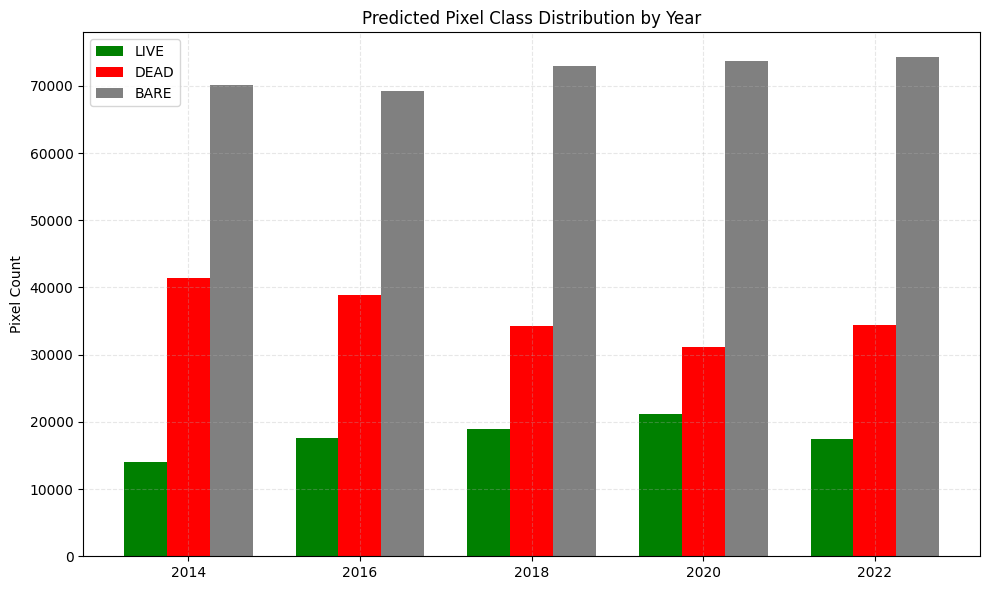 Predicted Pixel Class Distribution by Year
LIVE
DEAD
BARE
Pixel Count
70000
60000
50000
40000
30000
20000
10000
0
2014 2016 2018 2020 2022